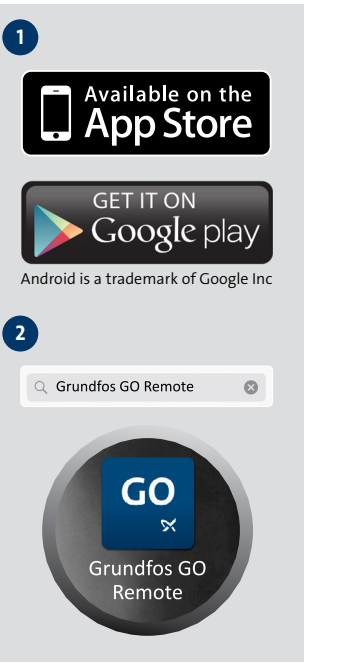 1
Available on the
App Store
GET IT ON
Google play
Android is a trademark of Google Inc
2
Grundfos GO Remote
GO
Grundfos GO
Remote